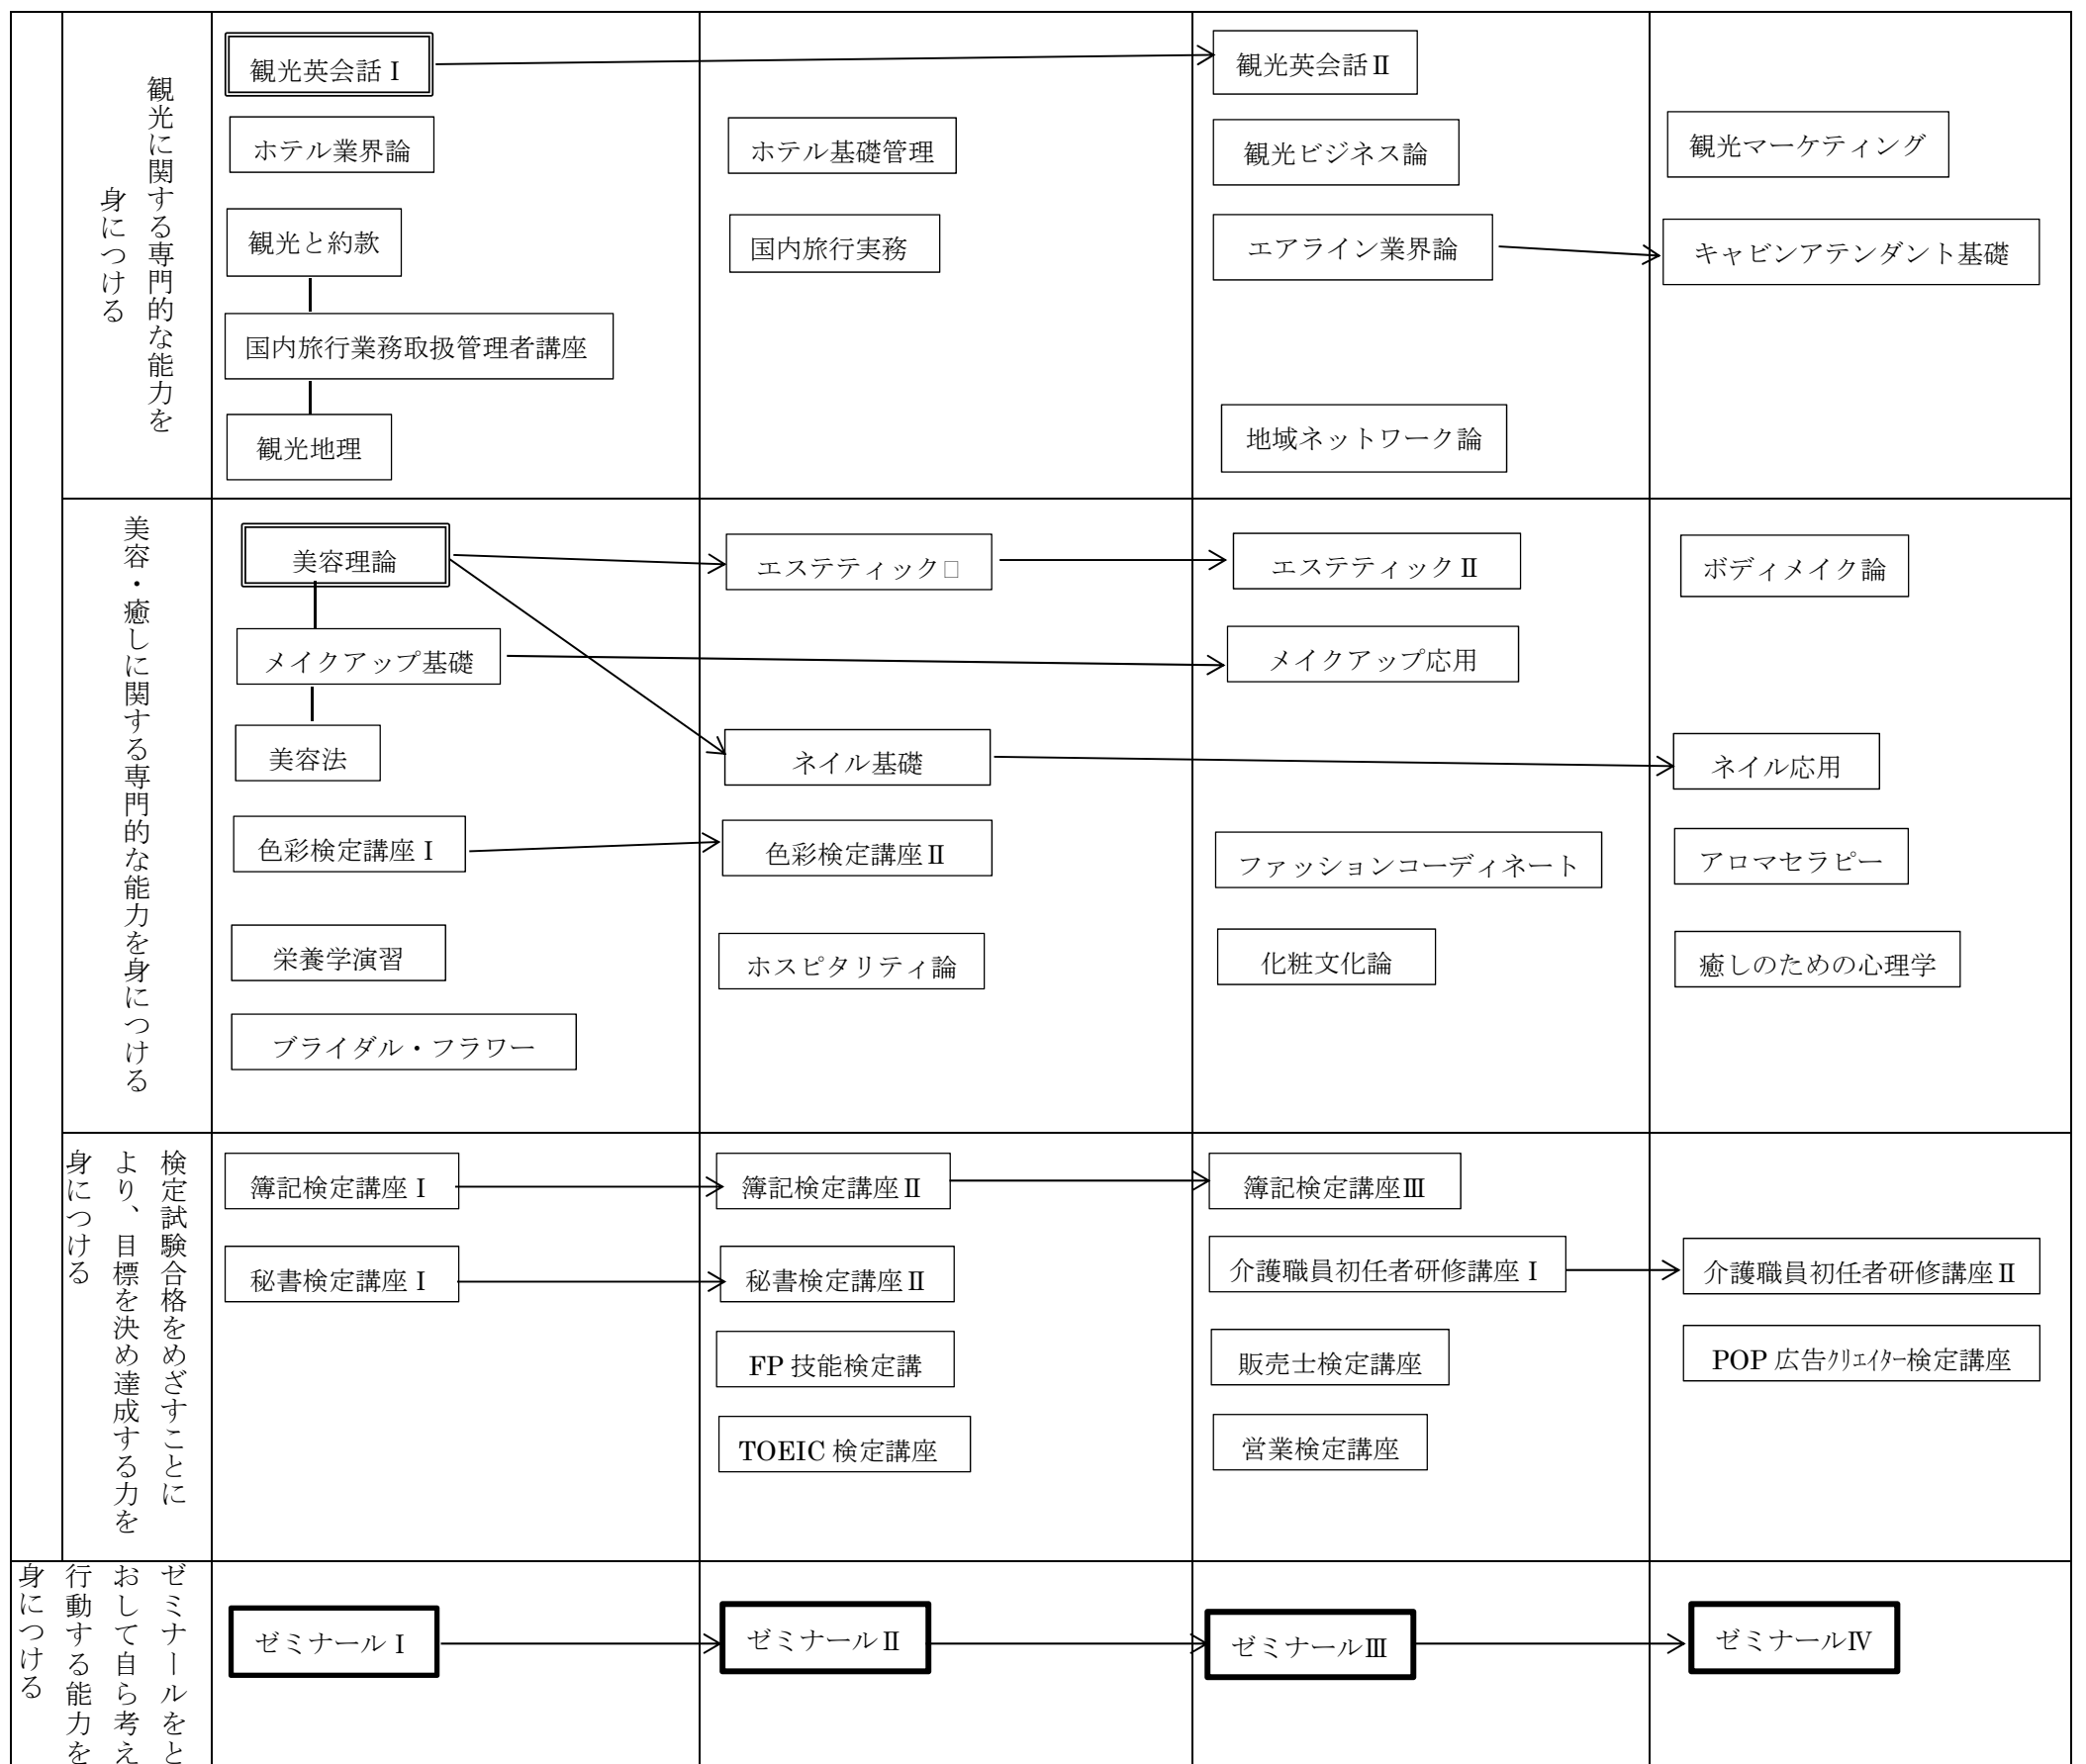 観光に関する専門的な能力を
身につける
観光英会話Ⅰ
観光英会話Ⅱ
ホテル業界論
ホテル基礎管理
観光ビジネス論
観光マーケティング
観光と約款
国内旅行実務
エアライン業界論
キャビンアテンダント基礎
国内旅行業務取扱管理者講座
観光地理
地域ネットワーク論
美容・癒しに関する専門的な能力を身につける
美容理論
エステティック□
エステティックⅡ
ボディメイク論
メイクアップ基礎
メイクアップ応用
美容法
ネイル基礎
ネイル応用
色彩検定講座Ⅰ
色彩検定講座Ⅱ
ファッションコーディネート
アロマセラピー
栄養学演習
ホスピタリティ論
化粧文化論
癒しのための心理学
ブライダル・フラワー
検定試験合格をめざすことに
より、目標を決め達成する力を
身につける
簿記検定講座Ⅰ
簿記検定講座Ⅱ
簿記検定講座Ⅲ
秘書検定講座Ⅰ
秘書検定講座Ⅱ
介護職員初任者研修講座Ⅰ
介護職員初任者研修講座Ⅱ
FP 技能検定講
販売士検定講座
POP 広告ｸﾘｴｲﾀｰ検定講座
TOEIC 検定講座
営業検定講座
ゼミナールをと
おして自ら考え
行動する能力を
身につける
ゼミナールⅠ
ゼミナールⅡ
ゼミナールⅢ
ゼミナールⅣ